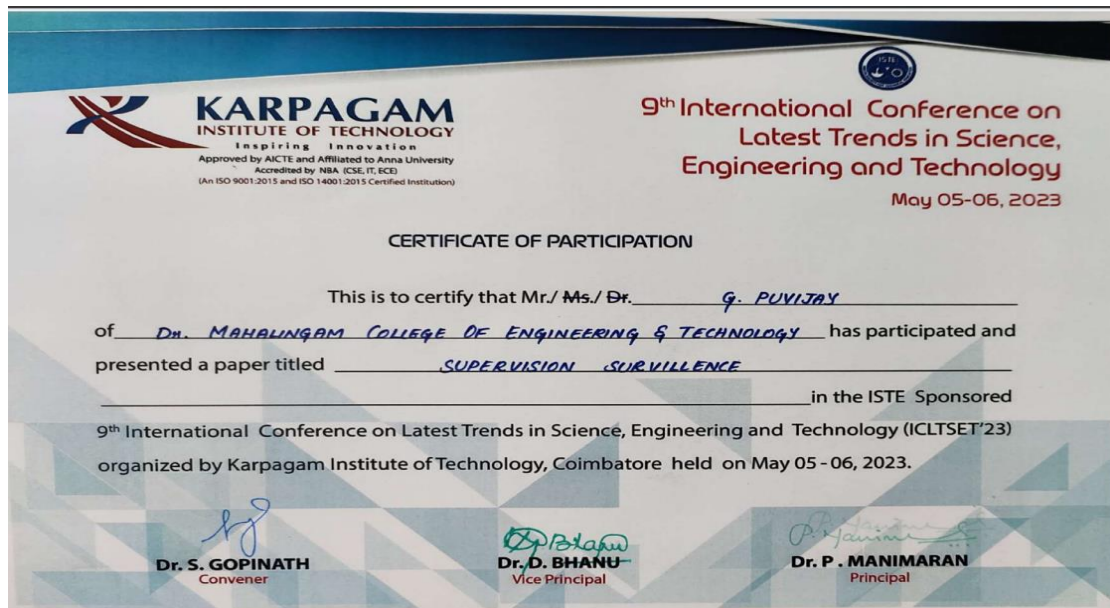 ISTE
KARPAGAM
INSTITUTE OF TECHNOLOGY
Inspiring Innovation
Approved by AICTE and Affiliated to Anna University
Accredited by NBA (CSE, IT, ECE)
(An ISO 9001:2015 and ISO 14001:2015 Certified Institution)
9th International Conference on
Latest Trends in Science,
Engineering and Technology
May 05-06, 2023
CERTIFICATE OF PARTICIPATION
This is to certify that Mr./ Ms./ Dr. G. PUVIJAY
of Dr. MAHALINGAM COLLEGE OF ENGINEERING & TECHNOLOGY has participated and
presented a paper titled SUPERVISION SURVILLENCE
in the ISTE Sponsored
9th International Conference on Latest Trends in Science, Engineering and Technology (ICLTSET'23)
organized by Karpagam Institute of Technology, Coimbatore held on May 05-06, 2023.
Dr. S. GOPINATH
Convener
Dr. D. BHANU
Vice Principal
Dr. P. MANIMARAN
Principal